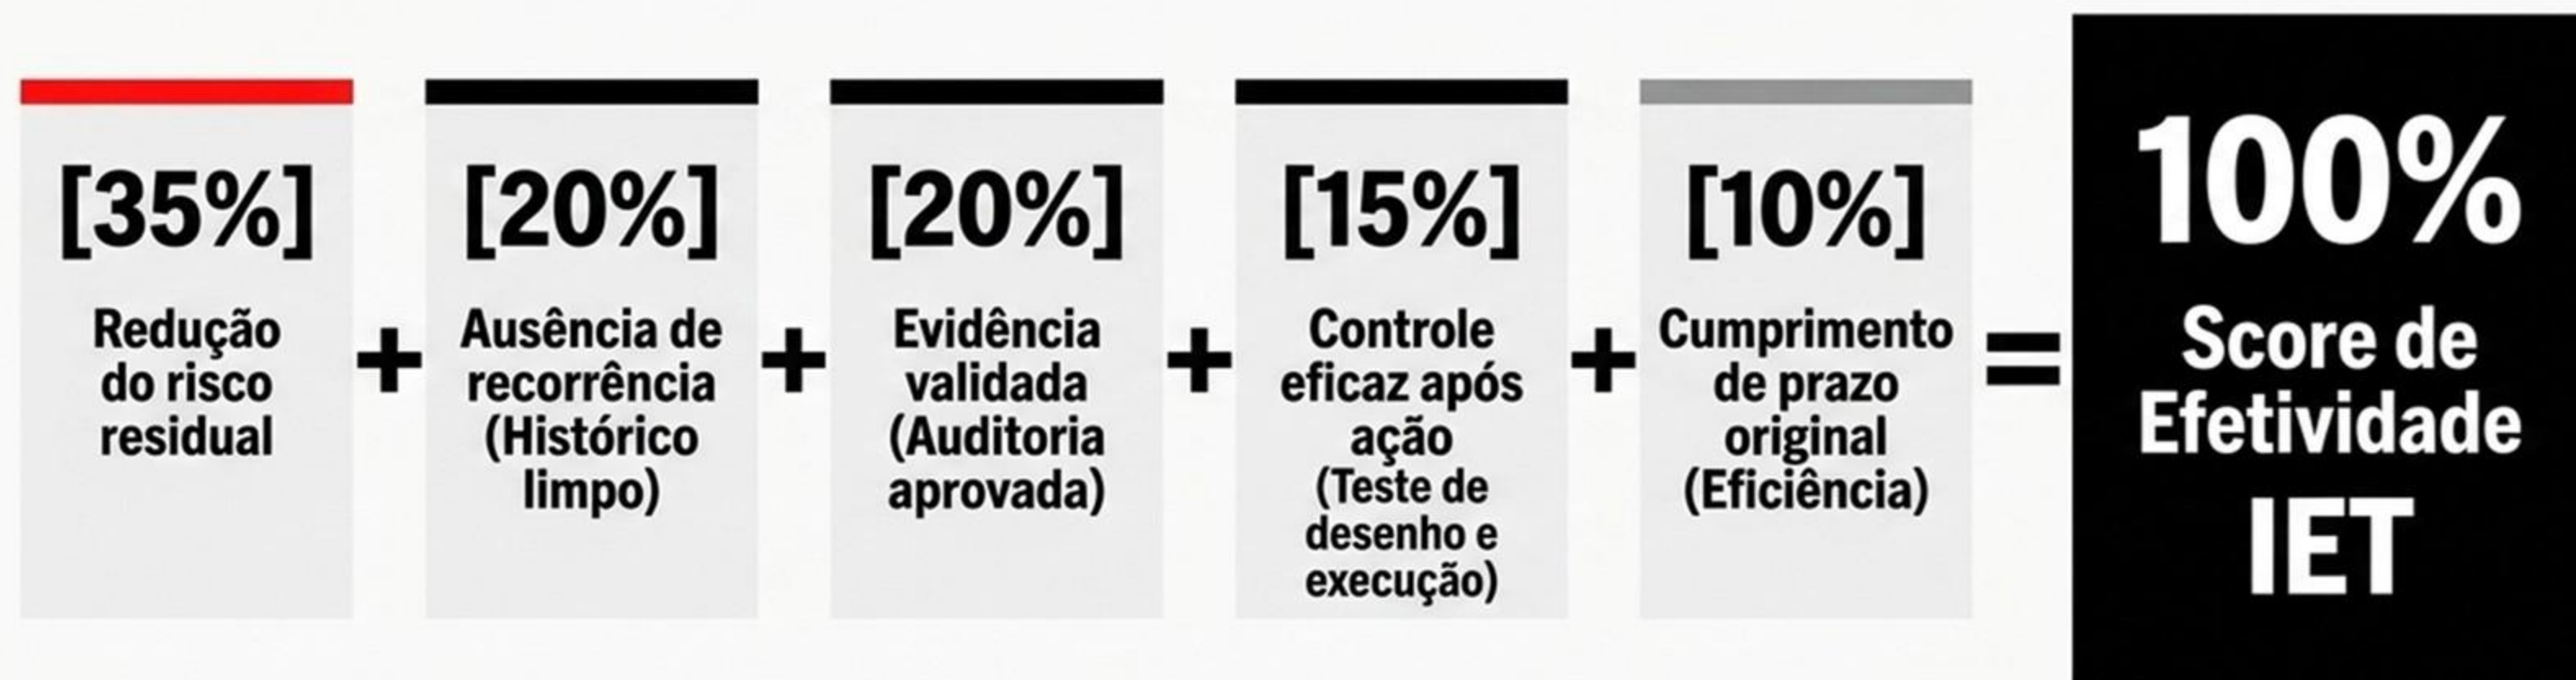 [35%]
Redução
do risco
residual
+
[20%]
Ausência de
recorrência
(Histórico
limpo)
+
[20%]
Evidência
validada
(Auditoria
aprovada)
+
[15%]
Controle
eficaz após
ação
(Teste de
desenho e
execução)
+
[10%]
Cumprimento
de prazo
original
(Eficiência)
=
100%
Score de
Efetividade
IET